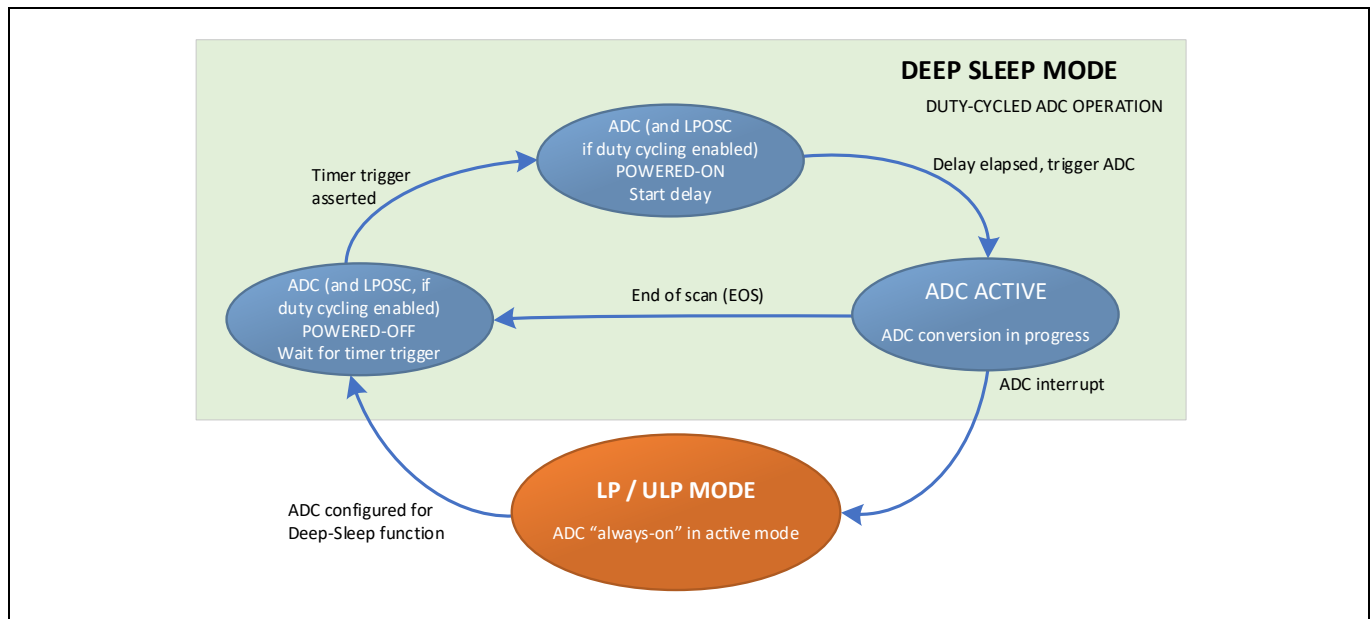 DEEP SLEEP MODE
DUTY-CYCLED ADC OPERATION
ADC (and LPOSC
if duty cycling enabled)
POWERED-ON
Start delay
Timer trigger
asserted
Delay elapsed, trigger ADC
ADC (and LPOSC, if
duty cycling enabled)
POWERED-OFF
Wait for timer trigger
End of scan (EOS)
ADC ACTIVE
ADC conversion in progress
ADC interrupt
LP / ULP MODE
ADC “always-on” in active mode
ADC configured for
Deep-Sleep function